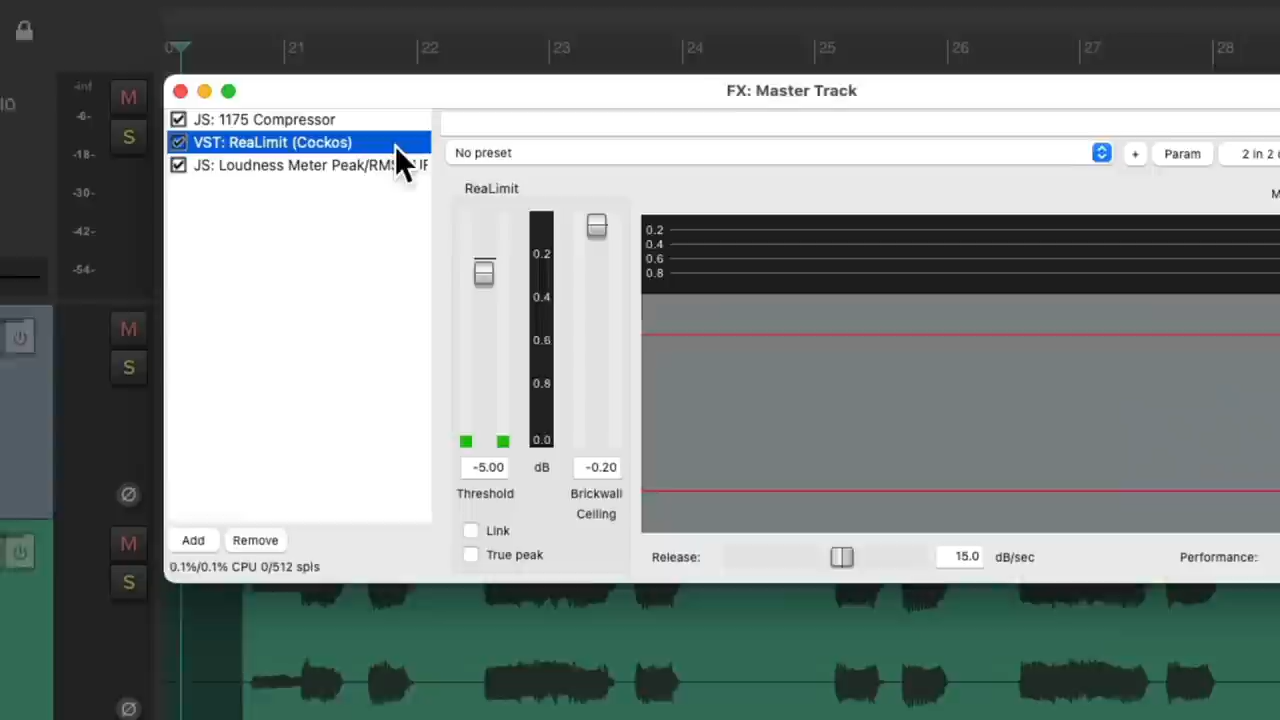 21 22 23 24 25 26 27 28
FX: Master Track
-inf
-6-
-18-
-30-
-42-
-54-
M
S
M
S
M
S
JS: 1175 Compressor
VST: ReaLimit (Cockos)
JS: Loudness Meter Peak/RM
Add Remove
0.1%/0.1% CPU 0/512 spls
No preset + Param 2 in 2
ReaLimit
0.2
0.4
0.6
0.8
0.0
-5.00 dB -0.20
Threshold Brickwall
Ceiling
Link
True peak
0.2
0.4
0.6
0.8
Release: 15.0 dB/sec Performance: